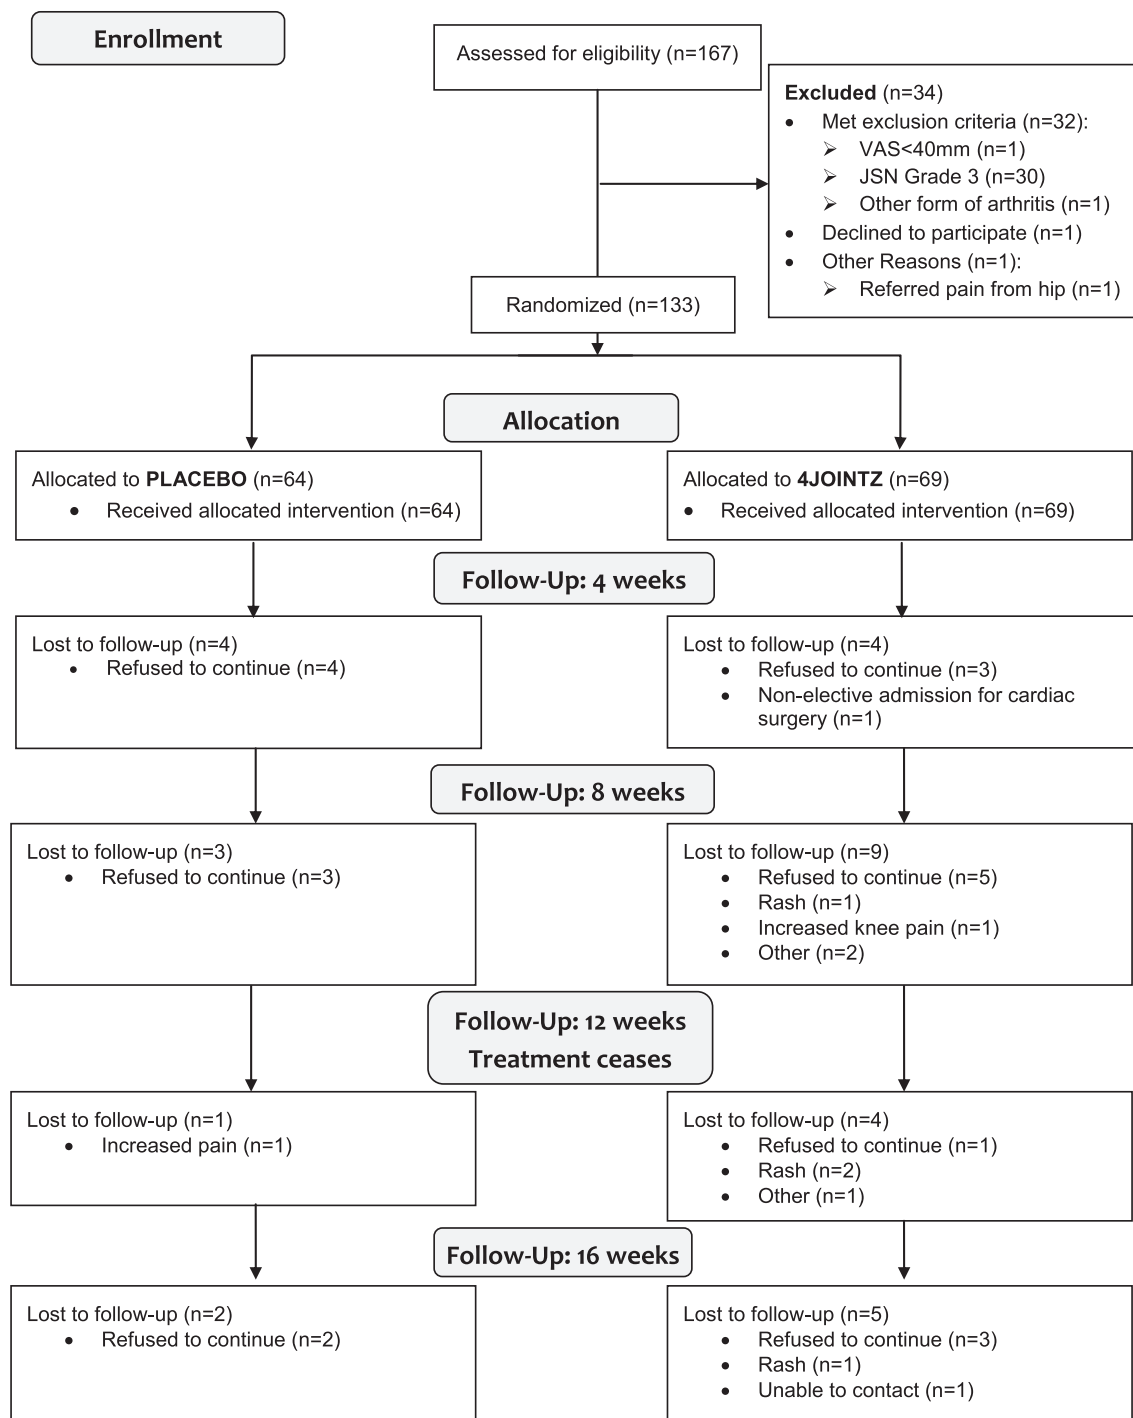 Enrollment
Assessed for eligibility (n=167)
Excluded (n=34)
• Met exclusion criteria (n=32):
➢ VAS<40mm (n=1)
➢ JSN Grade 3 (n=30)
➢ Other form of arthritis (n=1)
• Declined to participate (n=1)
• Other Reasons (n=1):
➢ Referred pain from hip (n=1)
Randomized (n=133)
Allocation
Allocated to PLACEBO (n=64)
• Received allocated intervention (n=64)
Allocated to 4JOINTZ (n=69)
• Received allocated intervention (n=69)
Follow-Up: 4 weeks
Lost to follow-up (n=4)
• Refused to continue (n=4)
Lost to follow-up (n=4)
• Refused to continue (n=3)
• Non-elective admission for cardiac
surgery (n=1)
Follow-Up: 8 weeks
Lost to follow-up (n=3)
• Refused to continue (n=3)
Lost to follow-up (n=9)
• Refused to continue (n=5)
• Rash (n=1)
• Increased knee pain (n=1)
• Other (n=2)
Follow-Up: 12 weeks
Treatment ceases
Lost to follow-up (n=1)
• Increased pain (n=1)
Lost to follow-up (n=4)
• Refused to continue (n=1)
• Rash (n=2)
• Other (n=1)
Follow-Up: 16 weeks
Lost to follow-up (n=2)
• Refused to continue (n=2)
Lost to follow-up (n=5)
• Refused to continue (n=3)
• Rash (n=1)
• Unable to contact (n=1)